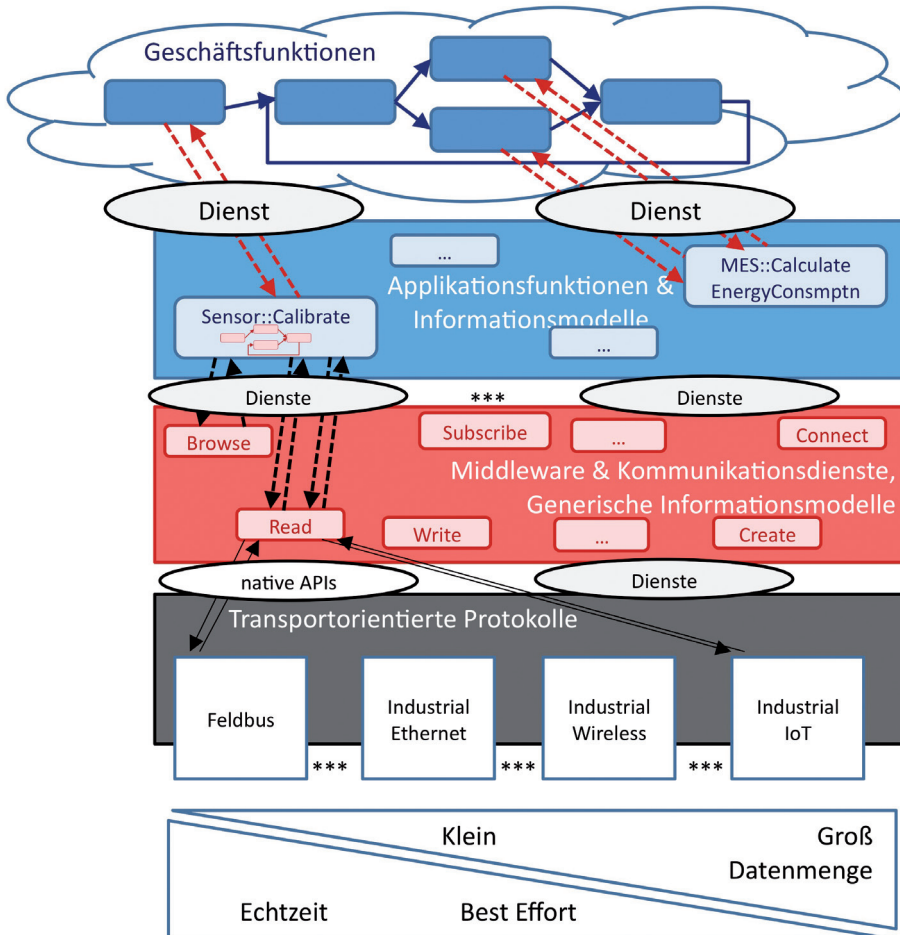 Geschäftsfunktionen
Dienst
Dienst
...
MES::Calculate
EnergyConsmptn
Applikationsfunktionen &
Informationsmodelle
Sensor::Calibrate
...
Dienste
***
Dienste
Browse
Subscribe
...
Connect
Middleware & Kommunikationsdienste,
Generische Informationsmodelle
Read
Write
...
Create
native APIs
Dienste
Transportorientierte Protokolle
Feldbus
Industrial
Ethernet
Industrial
Wireless
Industrial
IoT
***
***
***
Klein
Groß
Datenmenge
Echtzeit
Best Effort